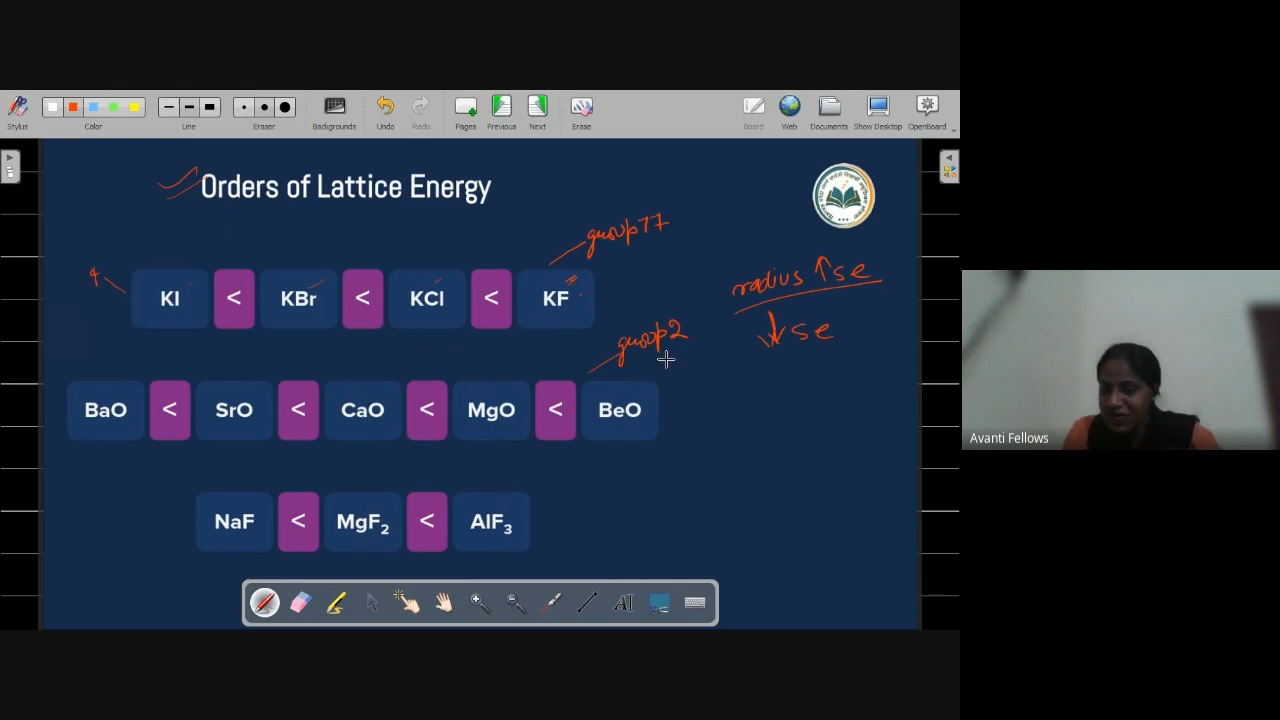 Stylus Color Line Eraser Backgrounds Undo Redo Pages Previous Next Erase Board Web Documents Show Desktop OpenBoard
Orders of Lattice Energy
group 17
KI < KBr < KCl < KF
radius ↑se
↓se
group 2
BaO < SrO < CaO < MgO < BeO
NaF < MgF₂ < AlF₃
AI
Avanti Fellows